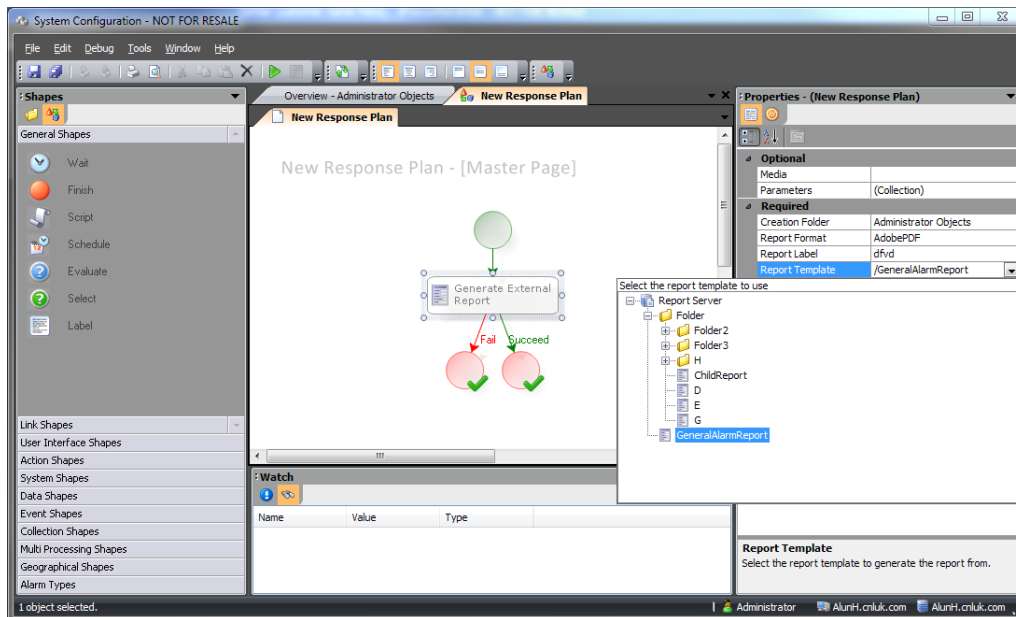 System Configuration - NOT FOR RESALE
File Edit Debug Tools Window Help
Shapes
General Shapes
Wait
Finish
Script
Schedule
Evaluate
Select
Label
Link Shapes
User Interface Shapes
Action Shapes
System Shapes
Data Shapes
Event Shapes
Collection Shapes
Multi Processing Shapes
Geographical Shapes
Alarm Types
Overview - Administrator Objects
New Response Plan
New Response Plan
New Response Plan - [Master Page]
Generate External
Report
Fail
Succeed
Watch
Name Value Type
Properties - (New Response Plan)
Optional
Media
Parameters (Collection)
Required
Creation Folder Administrator Objects
Report Format AdobePDF
Report Label dfvd
Report Template /GeneralAlarmReport
Select the report template to use
Report Server
Folder
Folder2
Folder3
H
ChildReport
D
E
G
GeneralAlarmReport
Report Template
Select the report template to generate the report from.
1 object selected.
Administrator AlunH.cnluk.com AlunH.cnluk.com